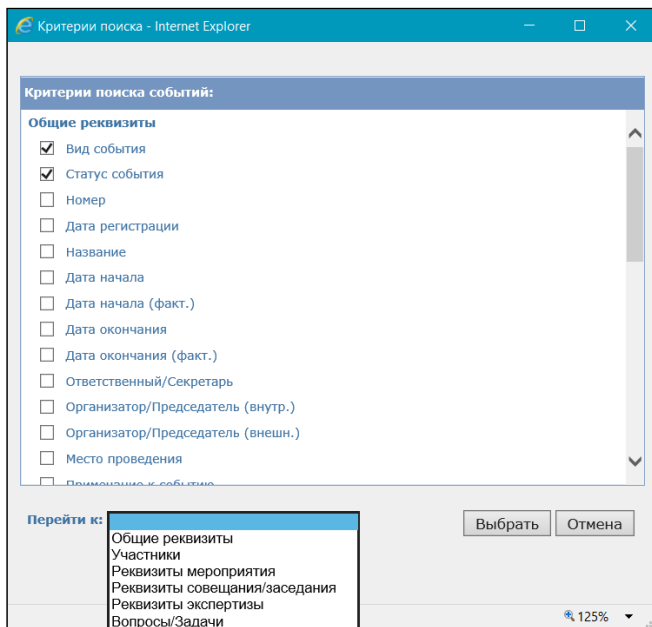 Критерии поиска - Internet Explorer
Критерии поиска событий:
Общие реквизиты
Вид события
Статус события
Номер
Дата регистрации
Название
Дата начала
Дата начала (факт.)
Дата окончания
Дата окончания (факт.)
Ответственный/Секретарь
Организатор/Председатель (внутр.)
Организатор/Председатель (внешн.)
Место проведения
Примечание к событию
Перейти к:
Выбрать Отмена
Общие реквизиты
Участники
Реквизиты мероприятия
Реквизиты совещания/заседания
Реквизиты экспертизы
Вопросы/Задачи
125%